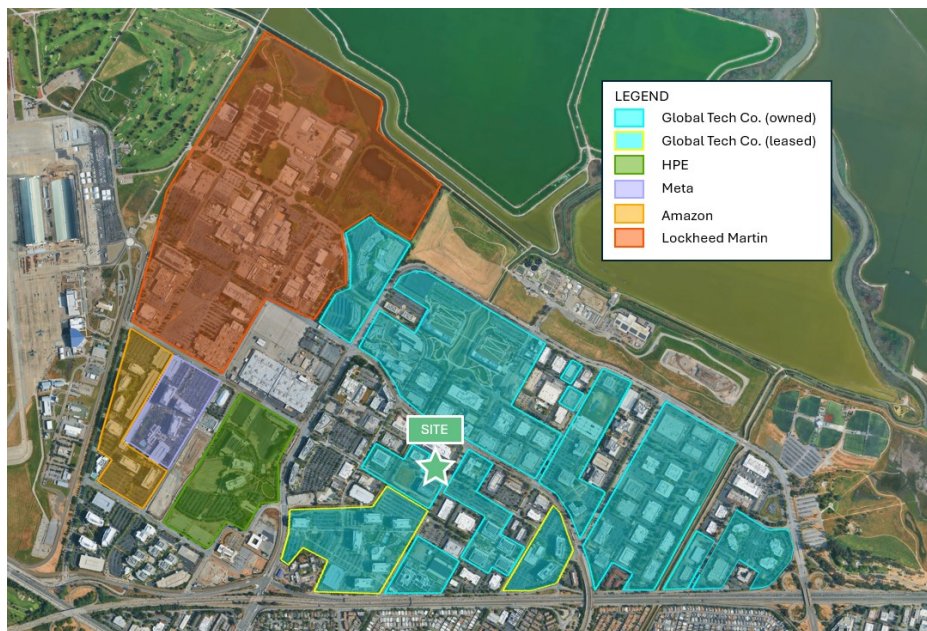 LEGEND
Global Tech Co. (owned)
Global Tech Co. (leased)
HPE
Meta
Amazon
Lockheed Martin
SITE